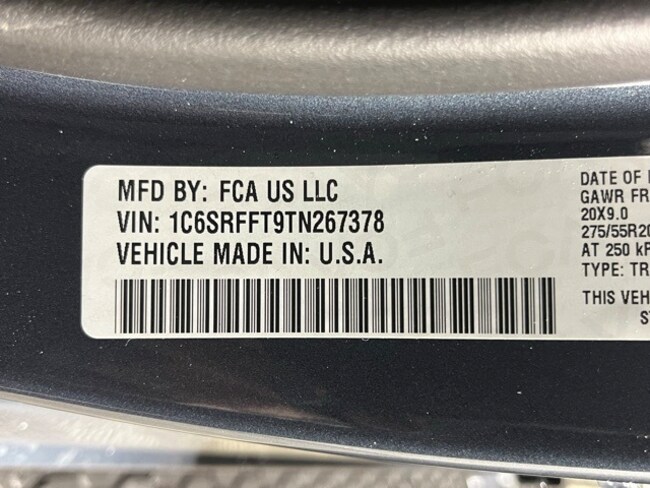 MFD BY: FCA US LLC
VIN: 1C6SRFFT9TN267378
VEHICLE MADE IN: U.S.A.
DATE OF
GAWR FR
20X9.0
275/55R20
AT 250
TYPE: TR
THIS VEH